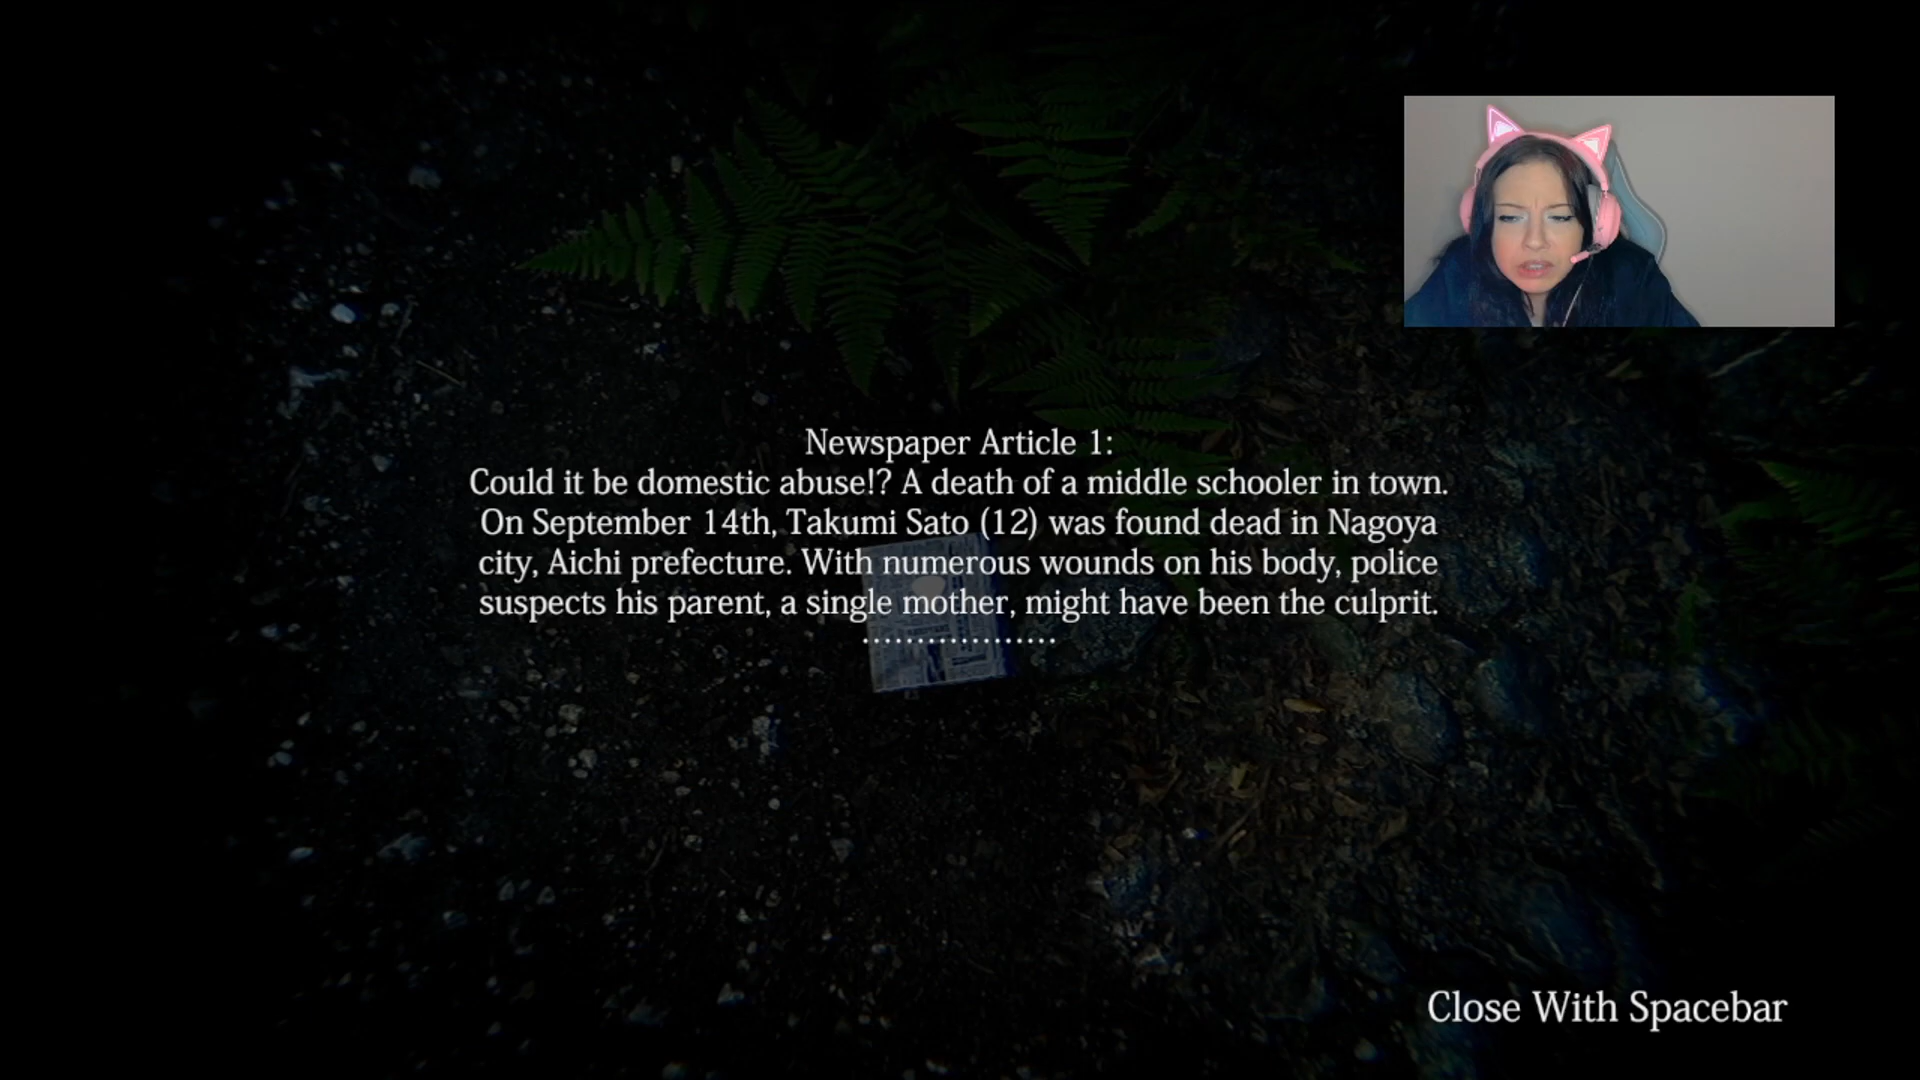 Newspaper Article 1:
Could it be domestic abuse!? A death of a middle schooler in town.
On September 14th, Takumi Sato (12) was found dead in Nagoya
city, Aichi prefecture. With numerous wounds on his body, police
suspects his parent, a single mother, might have been the culprit.
..................
Close With Spacebar